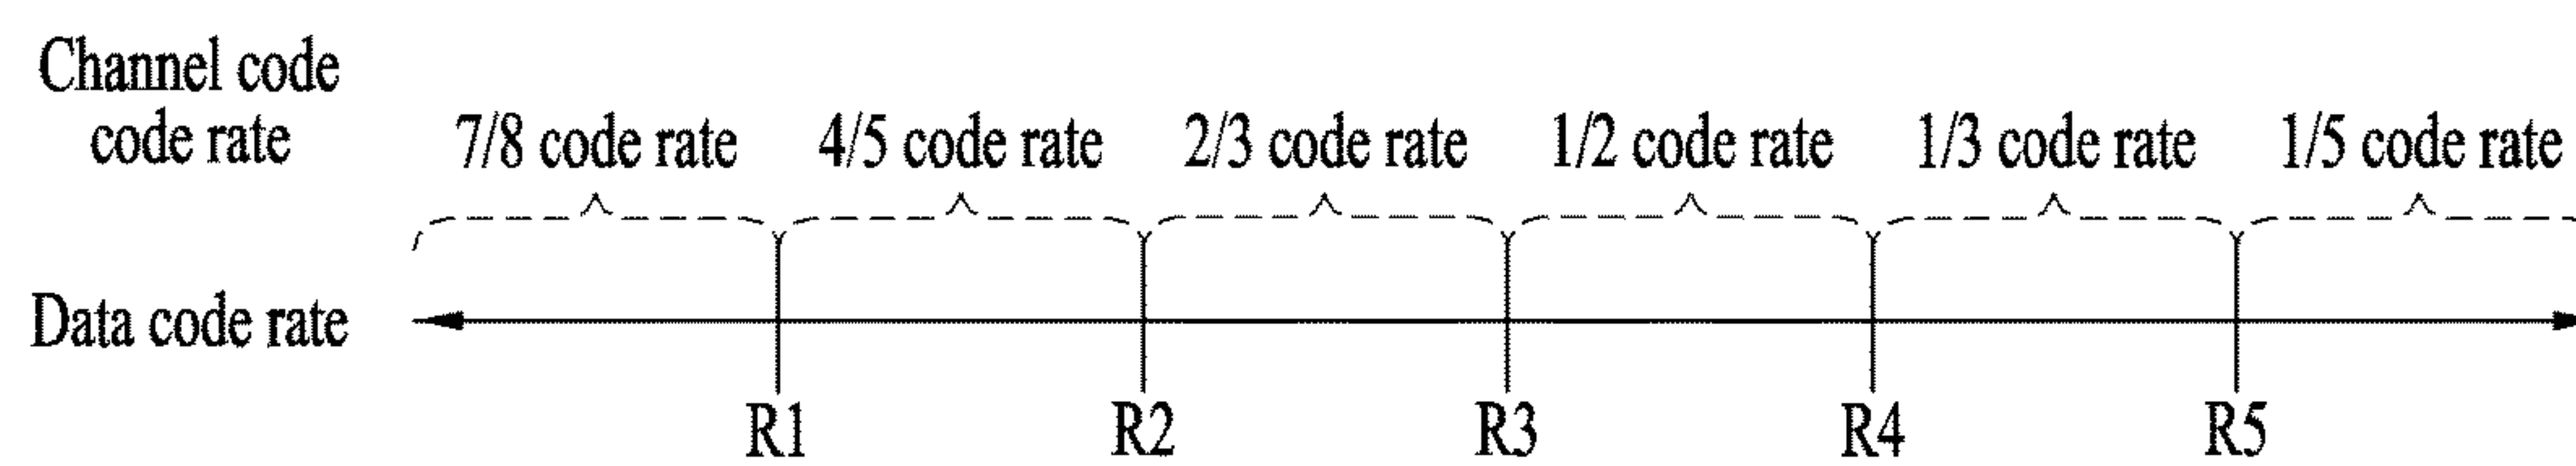 Channel code
code rate
7/8 code rate
4/5 code rate
2/3 code rate
1/2 code rate
1/3 code rate
1/5 code rate
Data code rate
R1
R2
R3
R4
R5